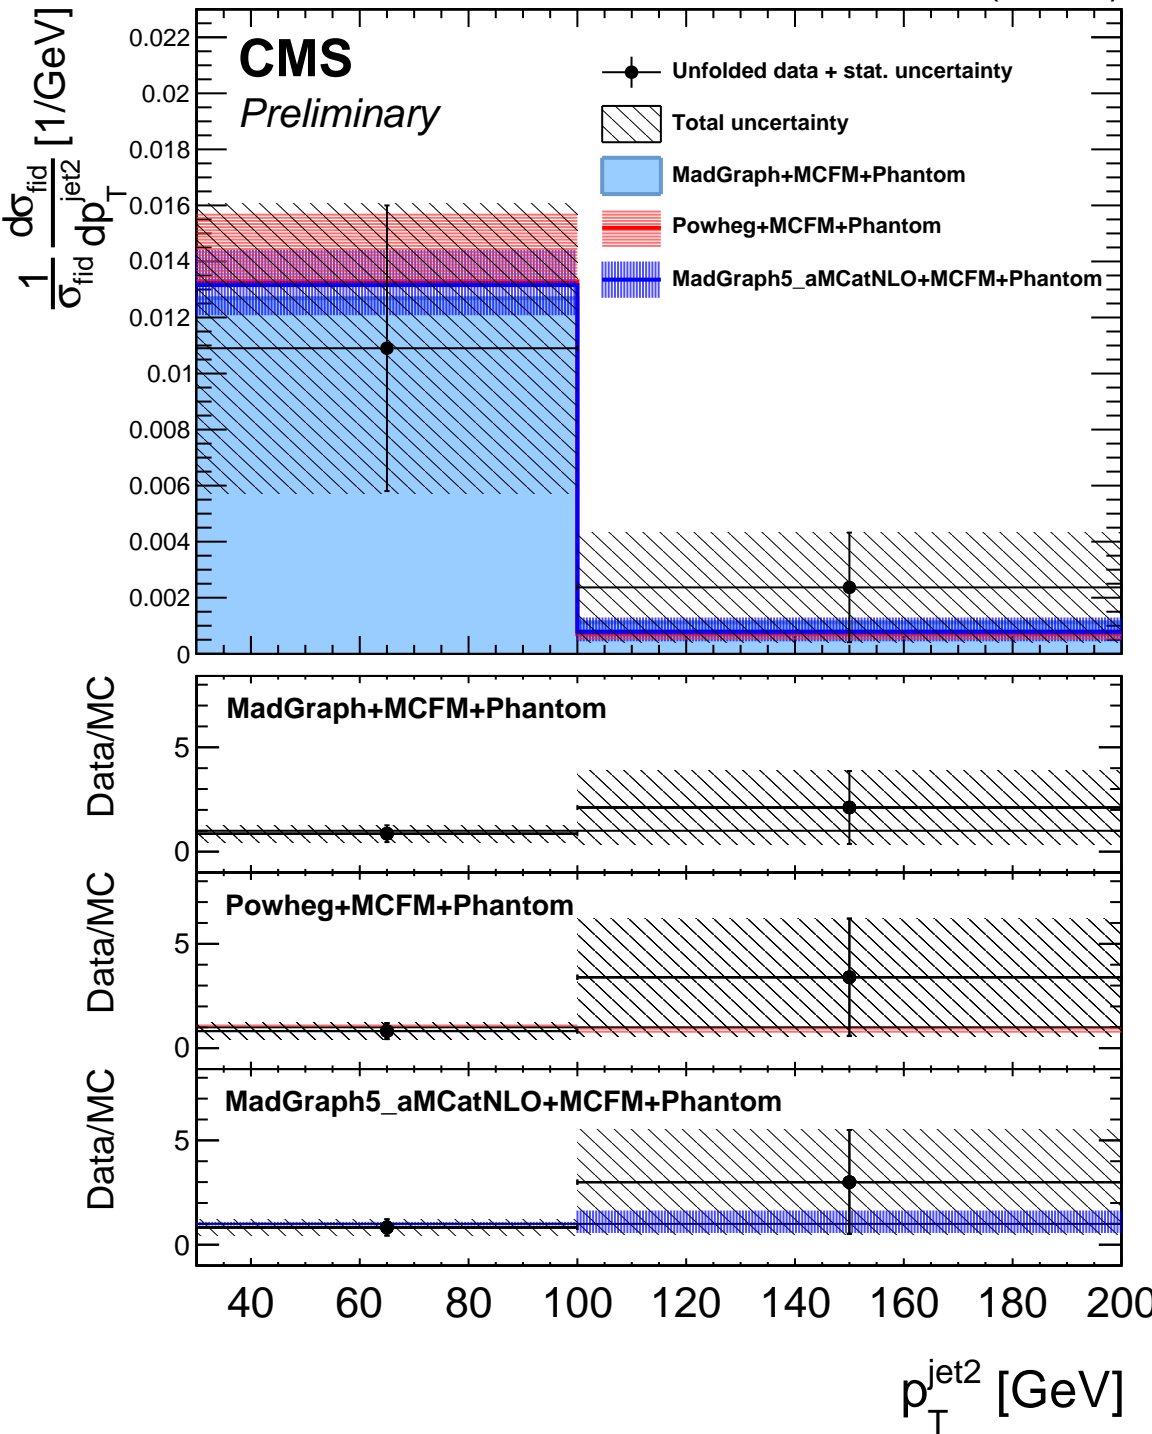 CMS
Preliminary
1/σfid dσfid/dpT^jet2 [1/GeV]
0.022
0.02
0.018
0.016
0.014
0.012
0.01
0.008
0.006
0.004
0.002
0
Unfolded data + stat. uncertainty
Total uncertainty
MadGraph+MCFM+Phantom
Powheg+MCFM+Phantom
MadGraph5_aMCatNLO+MCFM+Phantom
Data/MC
MadGraph+MCFM+Phantom
5
0
Data/MC
Powheg+MCFM+Phantom
5
0
Data/MC
MadGraph5_aMCatNLO+MCFM+Phantom
5
0
40 60 80 100 120 140 160 180 200
pT^jet2 [GeV]